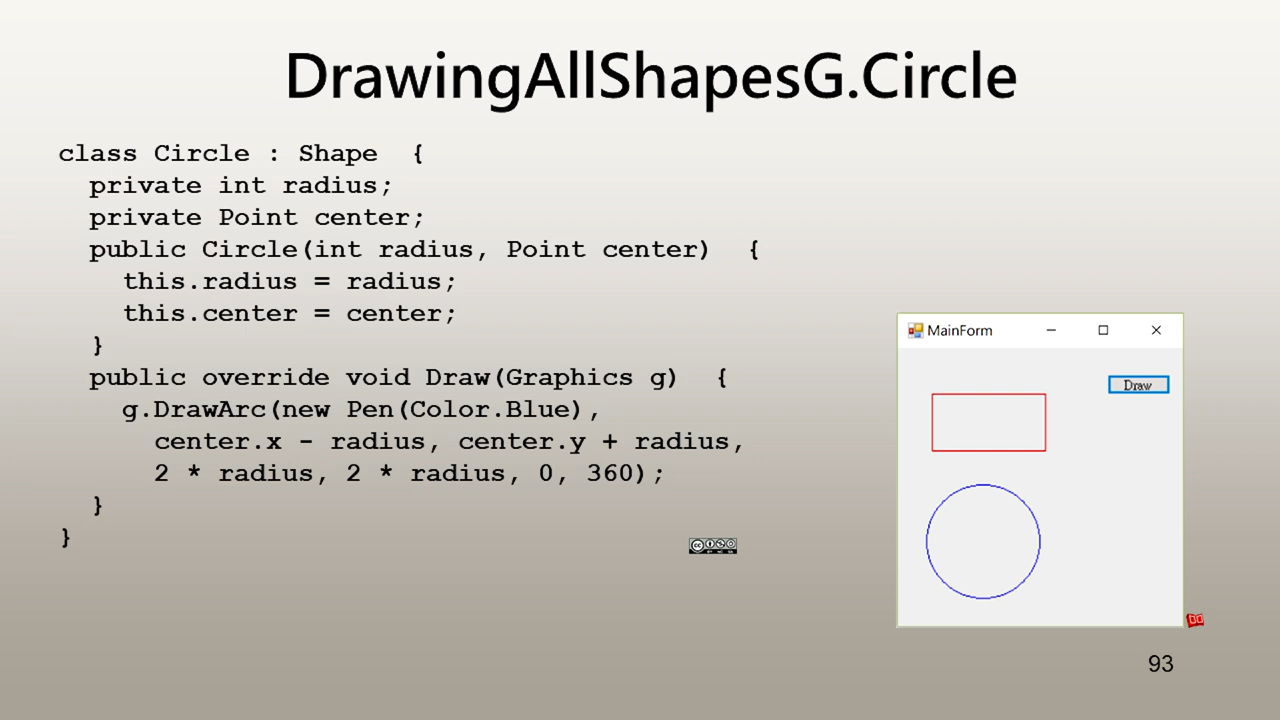 DrawingAllShapesG.Circle
class Circle : Shape  {
  private int radius;
  private Point center;
  public Circle(int radius, Point center)  {
    this.radius = radius;
    this.center = center;
  }
  public override void Draw(Graphics g)  {
    g.DrawArc(new Pen(Color.Blue),
      center.x - radius, center.y + radius,
      2 * radius, 2 * radius, 0, 360);
  }
}
MainForm
Draw
93